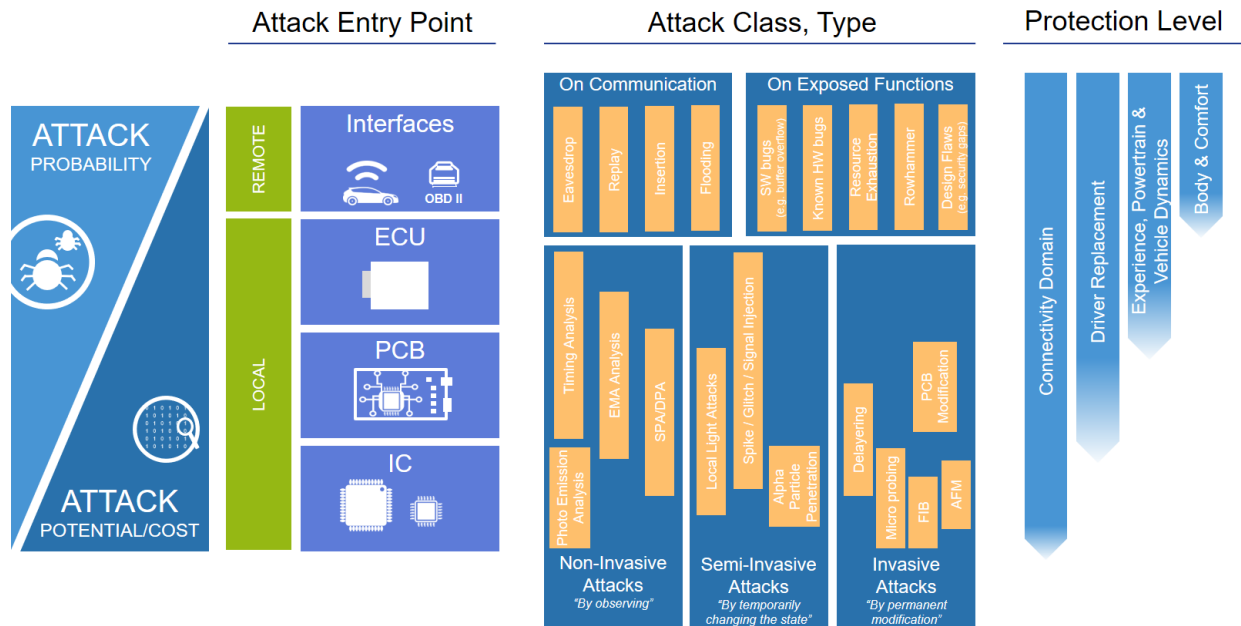 Attack Entry Point
Attack Class, Type
Protection Level
ATTACK
PROBABILITY
ATTACK
POTENTIAL/COST
REMOTE
LOCAL
Interfaces
OBD II
ECU
PCB
IC
On Communication
Eavesdrop
Replay
Insertion
Flooding
On Exposed Functions
SW bugs
(e.g. buffer overflow)
Known HW bugs
Resource
Exhaustion
Rowhammer
Design Flaws
(e.g. security gaps)
Timing Analysis
Photo Emission
Analysis
EMA Analysis
SPA/DPA
Non-Invasive
Attacks
“By observing”
Local Light Attacks
Spike / Glitch / Signal Injection
Alpha
Particle
Penetration
Semi-Invasive
Attacks
“By temporarily
changing the state”
Delayering
Micro probing
FIB
PCB
Modification
AFM
Invasive
Attacks
“By permanent
modification”
Connectivity Domain
Driver Replacement
Experience, Powertrain &
Vehicle Dynamics
Body & Comfort